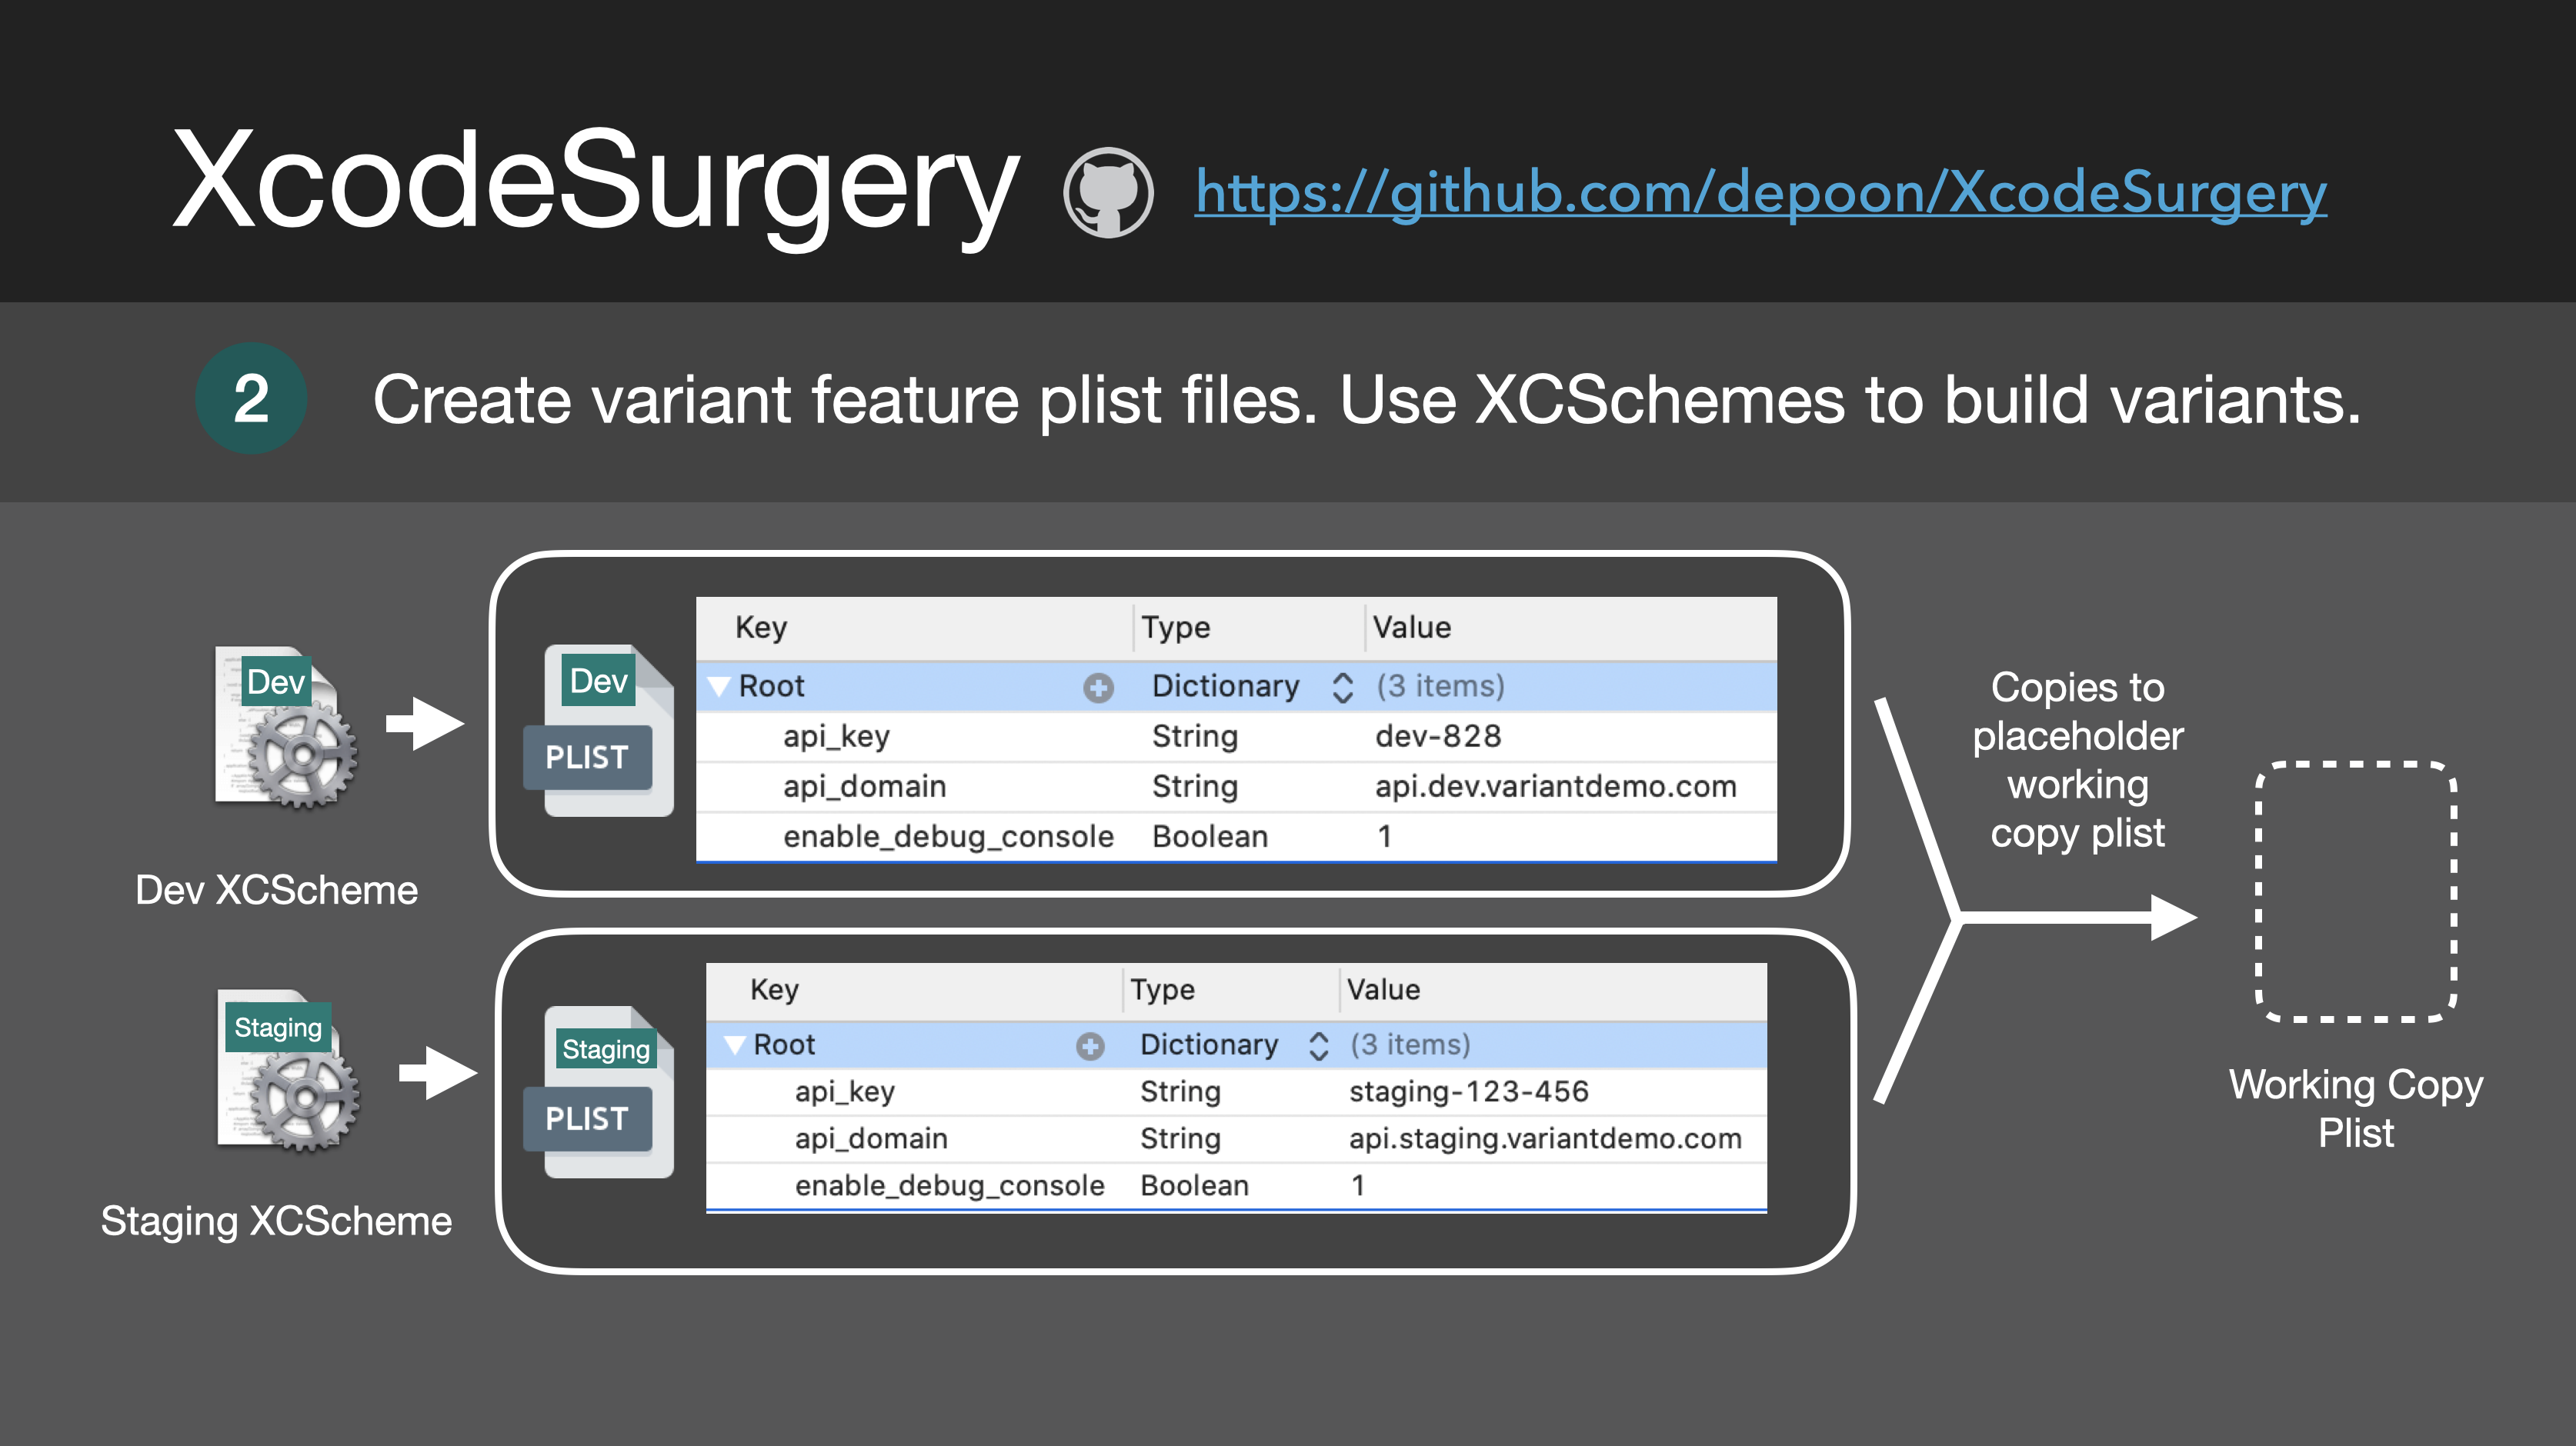 XcodeSurgery https://github.com/depoon/XcodeSurgery
2 Create variant feature plist files. Use XCSchemes to build variants.
Dev
Dev XCScheme
Dev
PLIST
Key Type Value
Root Dictionary (3 items)
api_key String dev-828
api_domain String api.dev.variantdemo.com
enable_debug_console Boolean 1
Staging
Staging XCScheme
Staging
PLIST
Key Type Value
Root Dictionary (3 items)
api_key String staging-123-456
api_domain String api.staging.variantdemo.com
enable_debug_console Boolean 1
Copies to
placeholder
working
copy plist
Working Copy
Plist